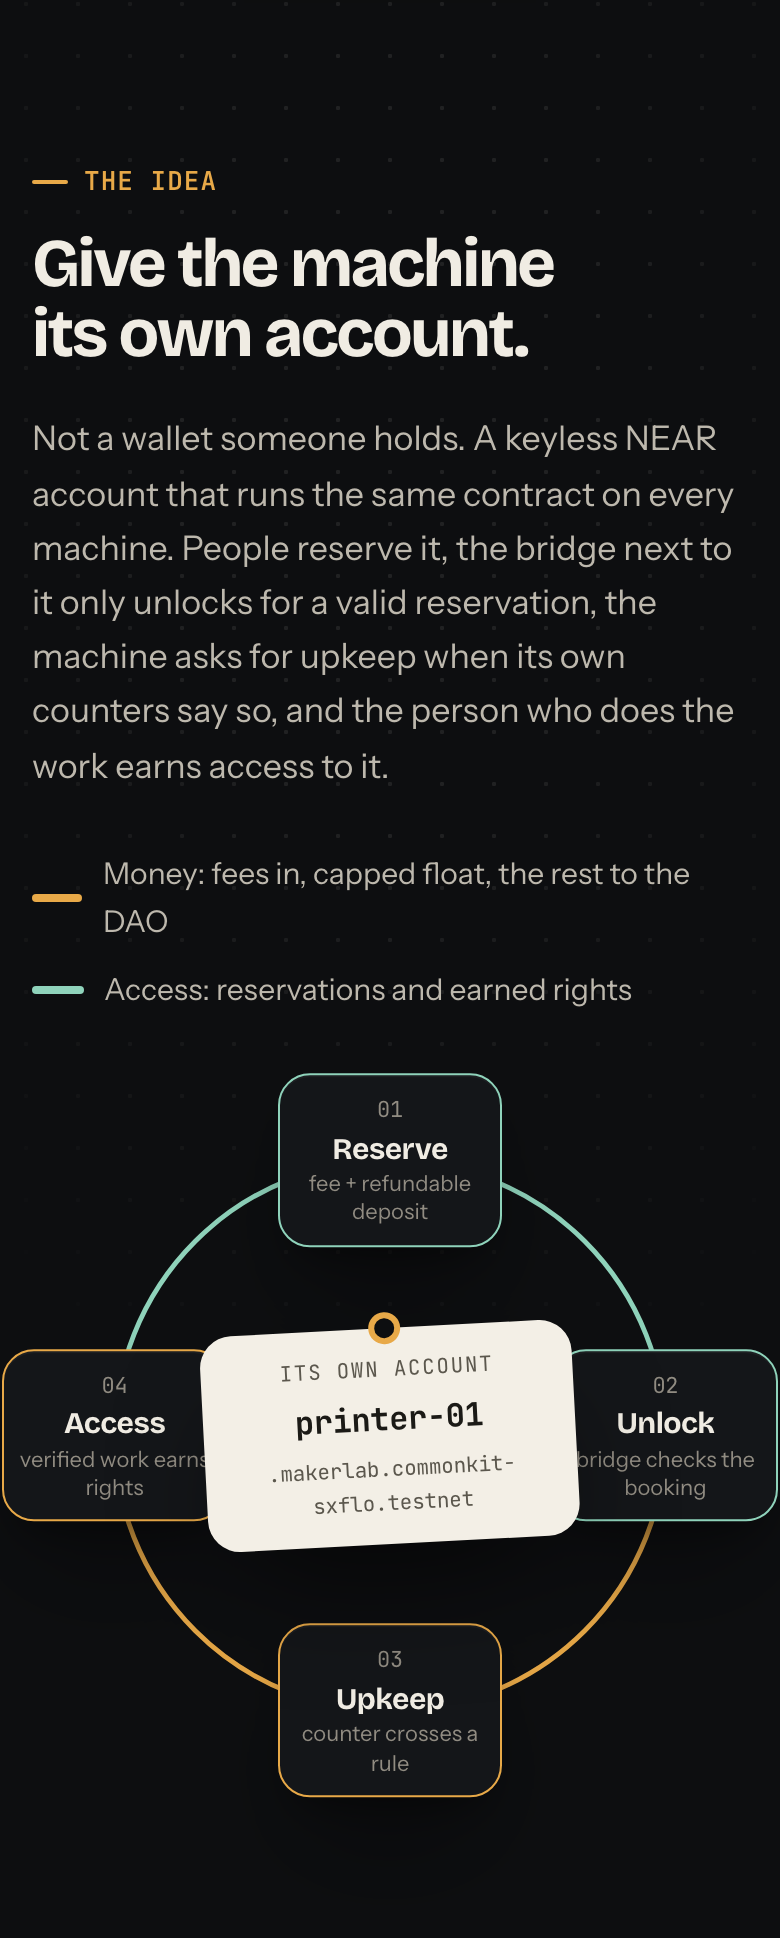 THE IDEA
Give the machine
its own account.
Not a wallet someone holds. A keyless NEAR
account that runs the same contract on every
machine. People reserve it, the bridge next to
it only unlocks for a valid reservation, the
machine asks for upkeep when its own
counters say so, and the person who does the
work earns access to it.
Money: fees in, capped float, the rest to the
DAO
Access: reservations and earned rights
01
Reserve
fee + refundable
deposit
04
Access
verified work earns
rights
ITS OWN ACCOUNT
printer-01
.makerlab.commonkit-
sxflo.testnet
02
Unlock
bridge checks the
booking
03
Upkeep
counter crosses a
rule